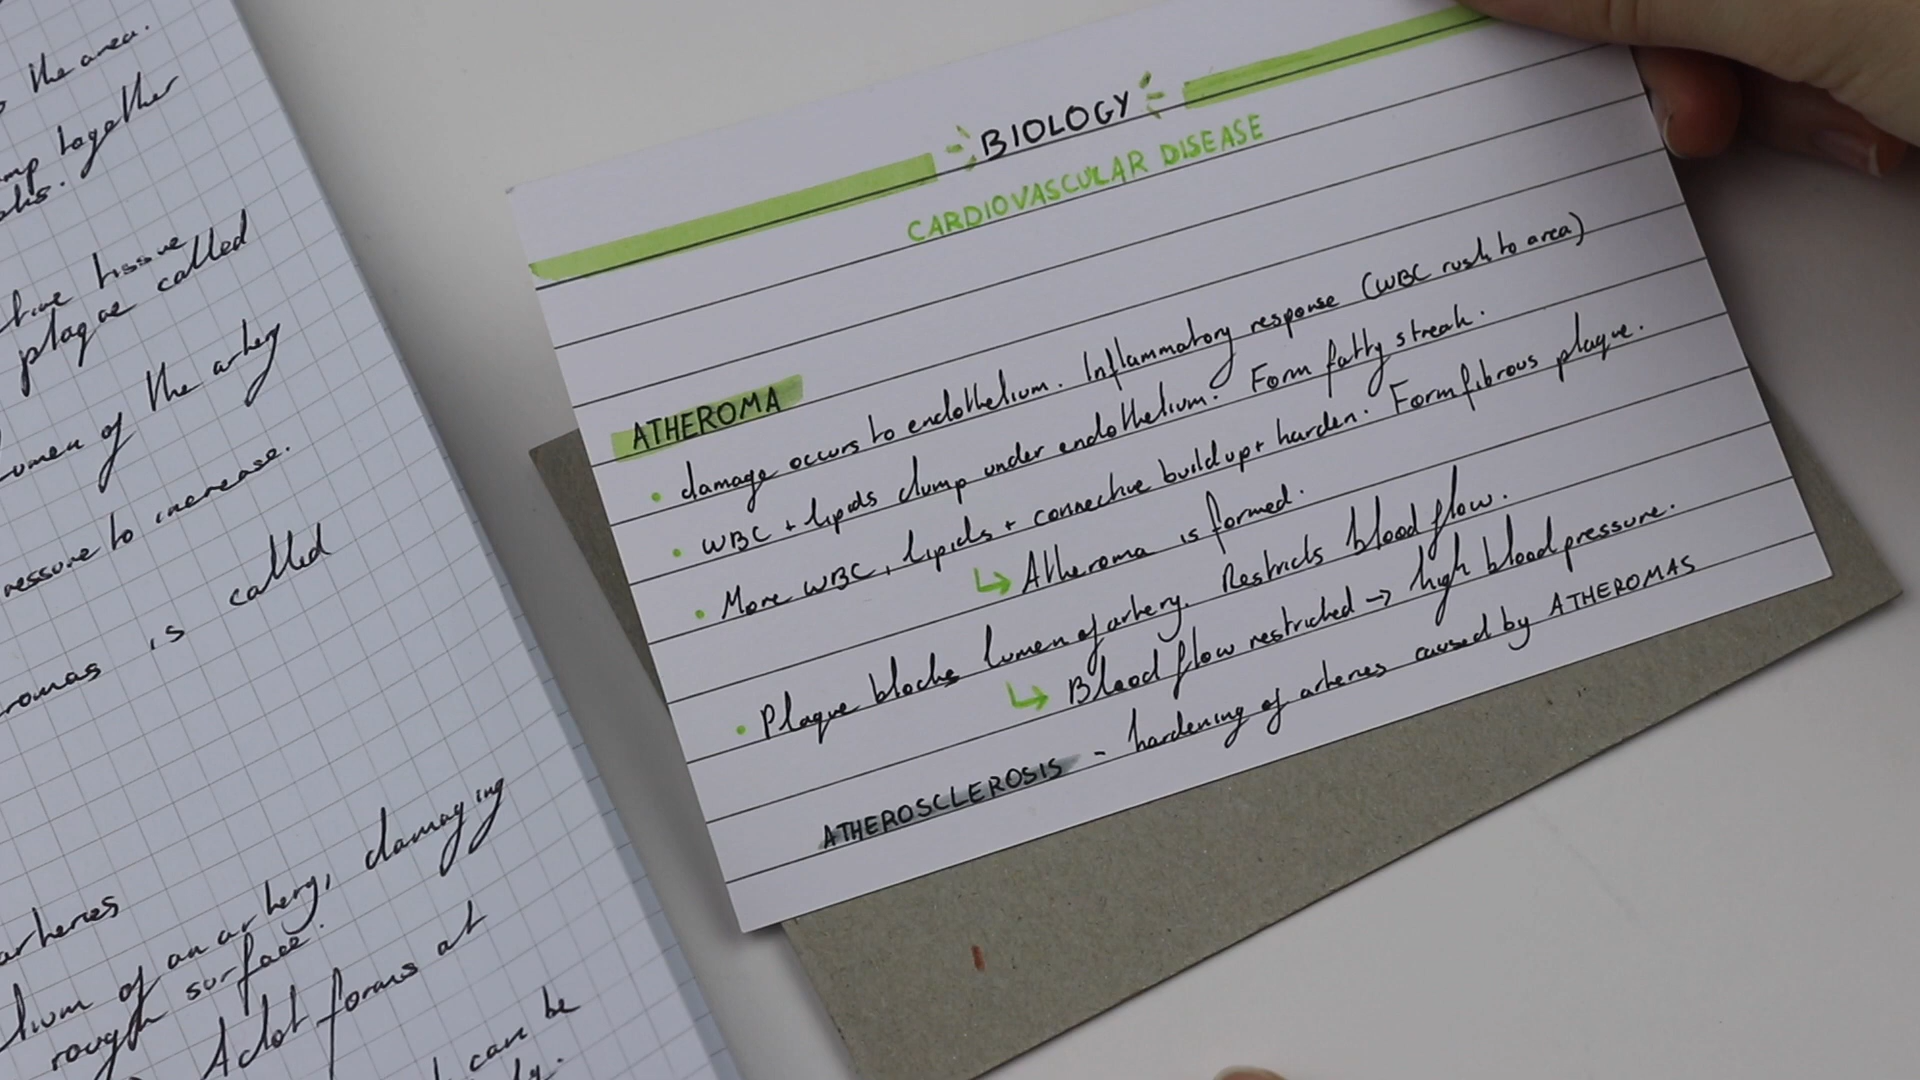 the area.
together
tissue
plaque called
lumen of the artery
pressure to increase.
is called
arteries
of an artery, damaging
rough surface.
A clot forms at
can be
BIOLOGY
CARDIOVASCULAR DISEASE
ATHEROMA
• damage occurs to endothelium. Inflammatory response (WBC rush to area)
• WBC + lipids clump under endothelium. Form fatty streak.
• More WBC, lipids + connective build up + harden. Form fibrous plaque.
↳ Atheroma is formed.
• Plaque blocks lumen of artery. Restricts blood flow.
↳ Blood flow restricted → high blood pressure.
ATHEROSCLEROSIS - hardening of arteries caused by ATHEROMAS